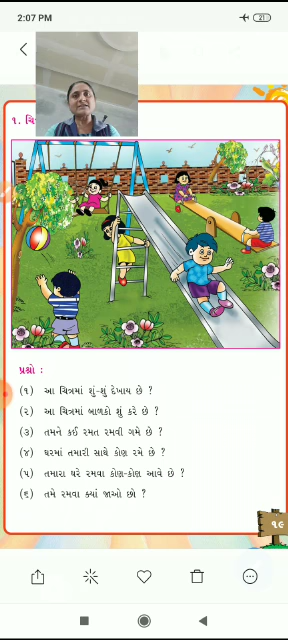 2:07 PM
21
૧. ચિ
પ્રશ્નો :
(૧) આ ચિત્રમાં શું-શું દેખાય છે ?
(૨) આ ચિત્રમાં બાળકો શું કરે છે ?
(૩) તમને કઈ રમત રમવી ગમે છે ?
(૪) ઘરમાં તમારી સાથે કોણ રમે છે ?
(૫) તમારા ઘરે રમવા કોણ-કોણ આવે છે ?
(૬) તમે રમવા ક્યાં જાઓ છો ?
૧૯